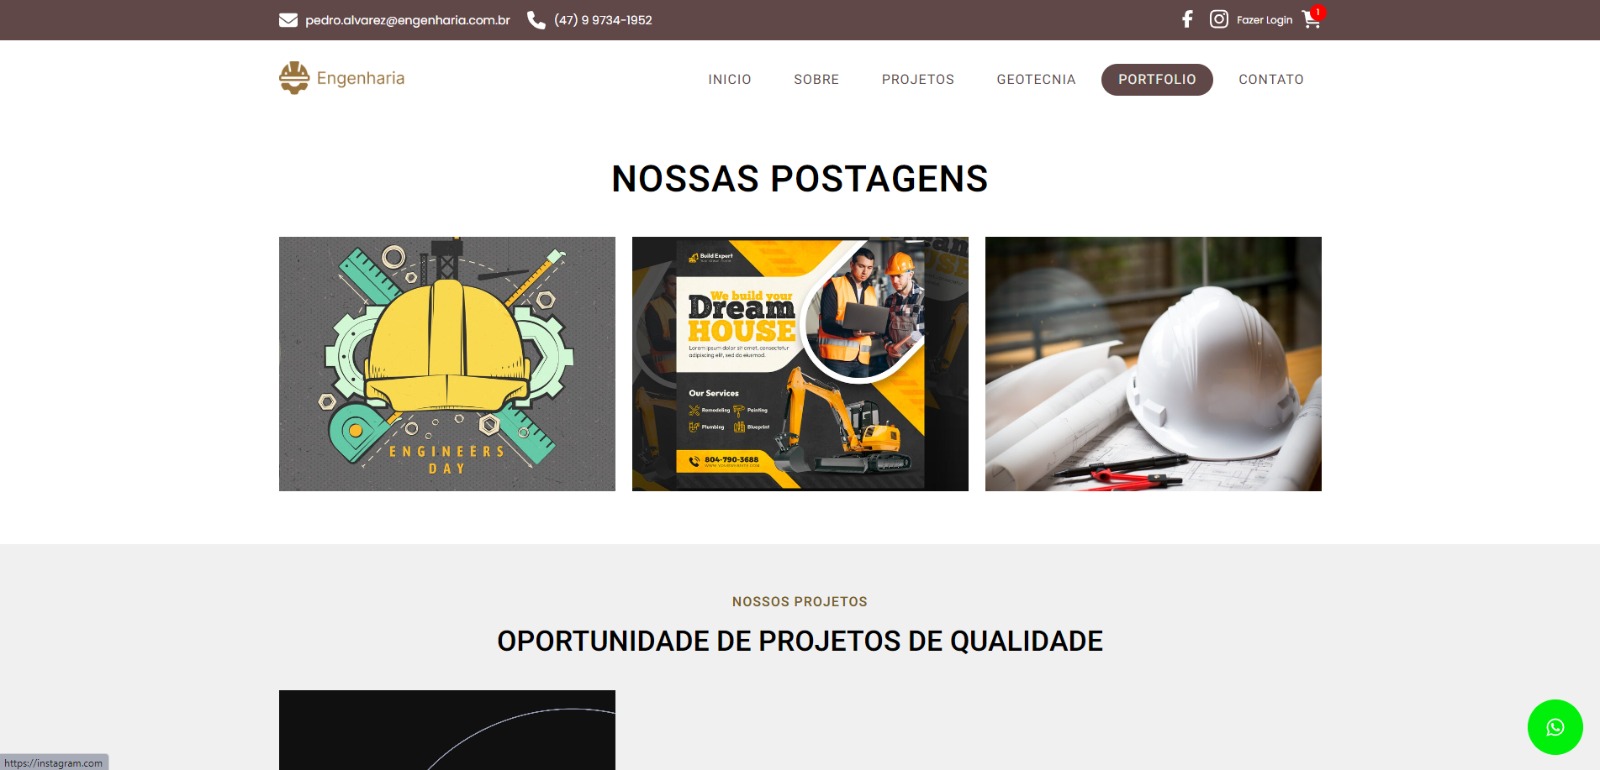 pedro.alvarez@engenharia.com.br (47) 9 9734-1952 Fazer Login 1
Engenharia INICIO SOBRE PROJETOS GEOTECNIA PORTFOLIO CONTATO
NOSSAS POSTAGENS
ENGINEERS
DAY
Build Expert
We build your
Dream
HOUSE
Lorem ipsum dolor sit amet, consectetur
adipiscing elit, sed do eiusmod.
Our Services
Remodeling Painting
Plumbing Blueprint
804-790-3688
NOSSOS PROJETOS
OPORTUNIDADE DE PROJETOS DE QUALIDADE
https://instagram.com